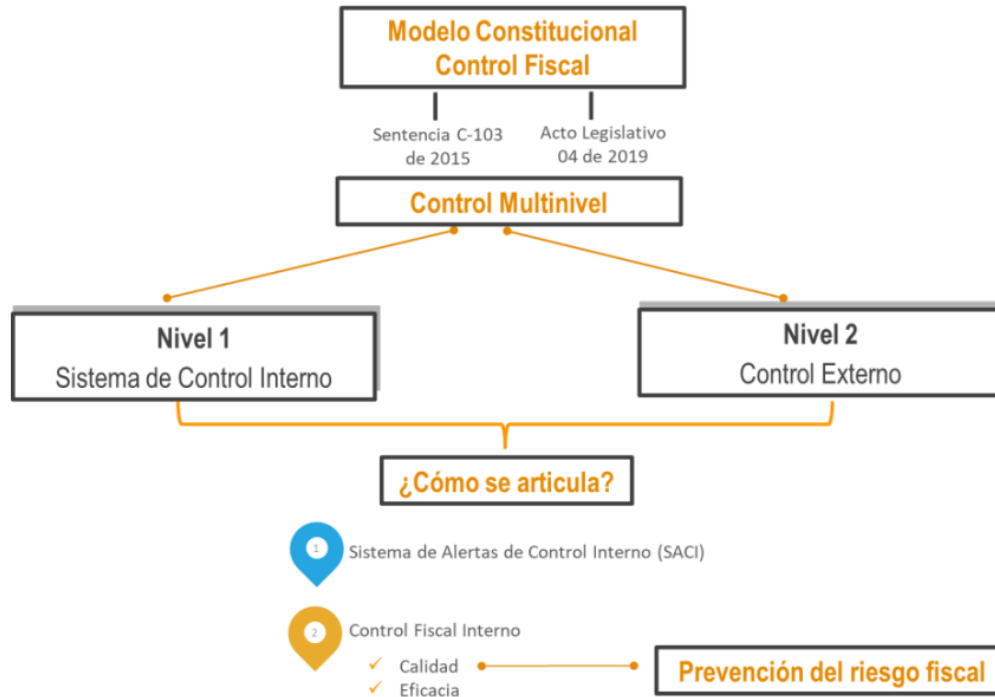 Modelo Constitucional
Control Fiscal
Sentencia C-103
de 2015
Acto Legislativo
04 de 2019
Control Multinivel
Nivel 1
Sistema de Control Interno
Nivel 2
Control Externo
¿Cómo se articula?
1
Sistema de Alertas de Control Interno (SACI)
2
Control Fiscal Interno
✓ Calidad
✓ Eficacia
Prevención del riesgo fiscal